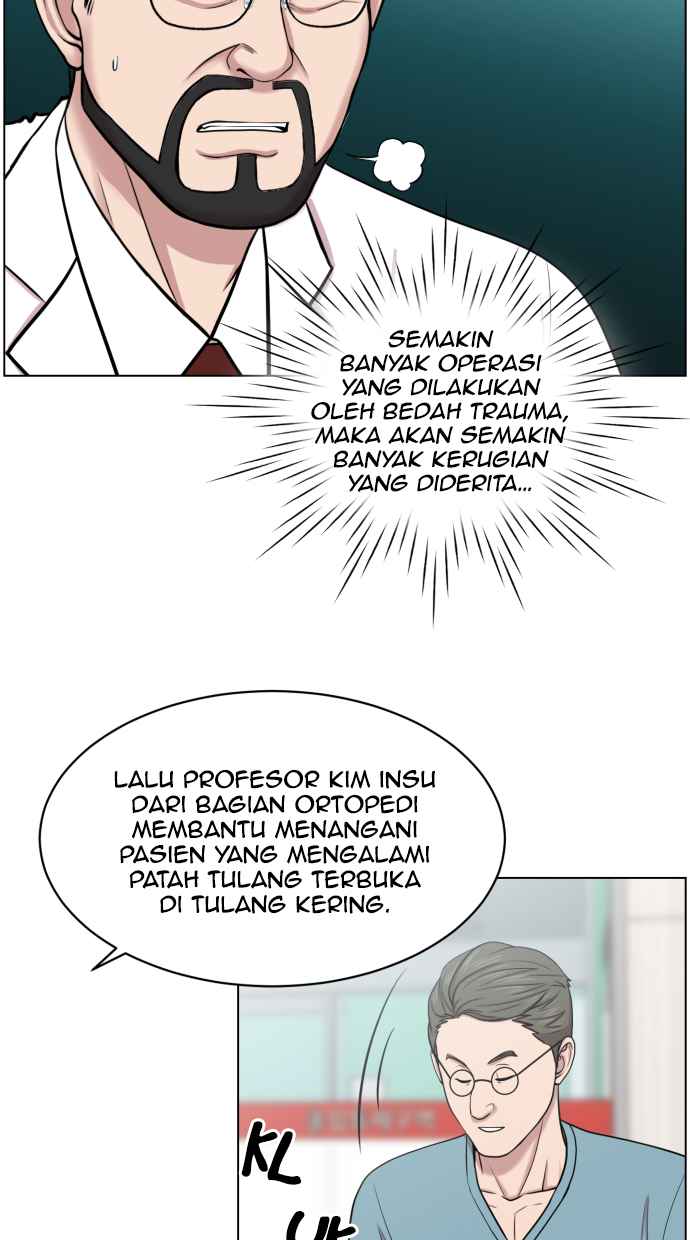 SEMAKIN
BANYAK OPERASI
YANG DILAKUKAN
OLEH BEDAH TRAUMA,
MAKA AKAN SEMAKIN
BANYAK KERUGIAN
YANG DIDERITA...
LALU PROFESOR KIM INSU
DARI BAGIAN ORTOPEDI
MEMBANTU MENANGANI
PASIEN YANG MENGALAMI
PATAH TULANG TERBUKA
DI TULANG KERING.
KL